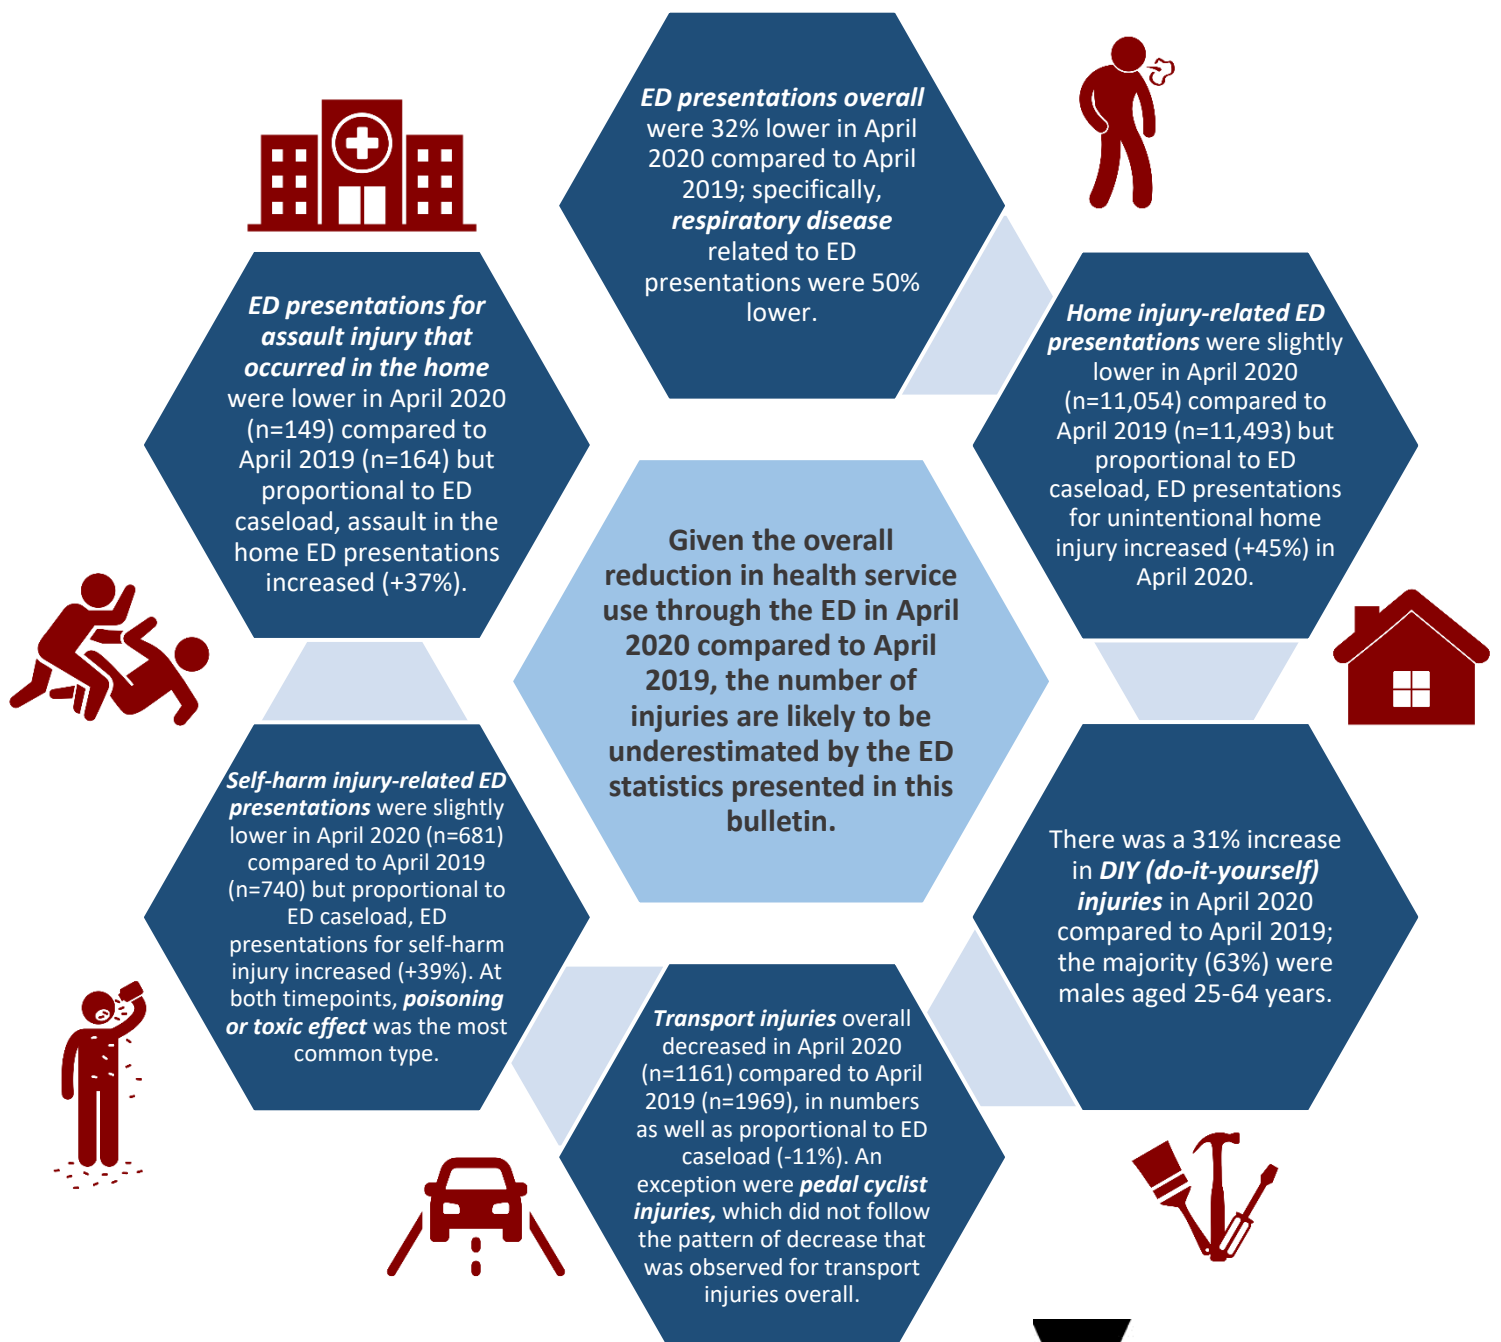 ED presentations overall
were 32% lower in April
2020 compared to April
2019; specifically,
respiratory disease
related to ED
presentations were 50%
lower.
Home injury-related ED
presentations were slightly
lower in April 2020
(n=11,054) compared to
April 2019 (n=11,493) but
proportional to ED
caseload, ED presentations
for unintentional home
injury increased (+45%) in
April 2020.
There was a 31% increase
in DIY (do-it-yourself)
injuries in April 2020
compared to April 2019;
the majority (63%) were
males aged 25-64 years.
Transport injuries overall
decreased in April 2020
(n=1161) compared to April
2019 (n=1969), in numbers
as well as proportional to ED
caseload (-11%). An
exception were pedal cyclist
injuries, which did not follow
the pattern of decrease that
was observed for transport
injuries overall.
Self-harm injury-related ED
presentations were slightly
lower in April 2020 (n=681)
compared to April 2019
(n=740) but proportional to
ED caseload, ED
presentations for self-harm
injury increased (+39%). At
both timepoints, poisoning
or toxic effect was the most
common type.
ED presentations for
assault injury that
occurred in the home
were lower in April 2020
(n=149) compared to
April 2019 (n=164) but
proportional to ED
caseload, assault in the
home ED presentations
increased (+37%).
Given the overall
reduction in health service
use through the ED in April
2020 compared to April
2019, the number of
injuries are likely to be
underestimated by the ED
statistics presented in this
bulletin.